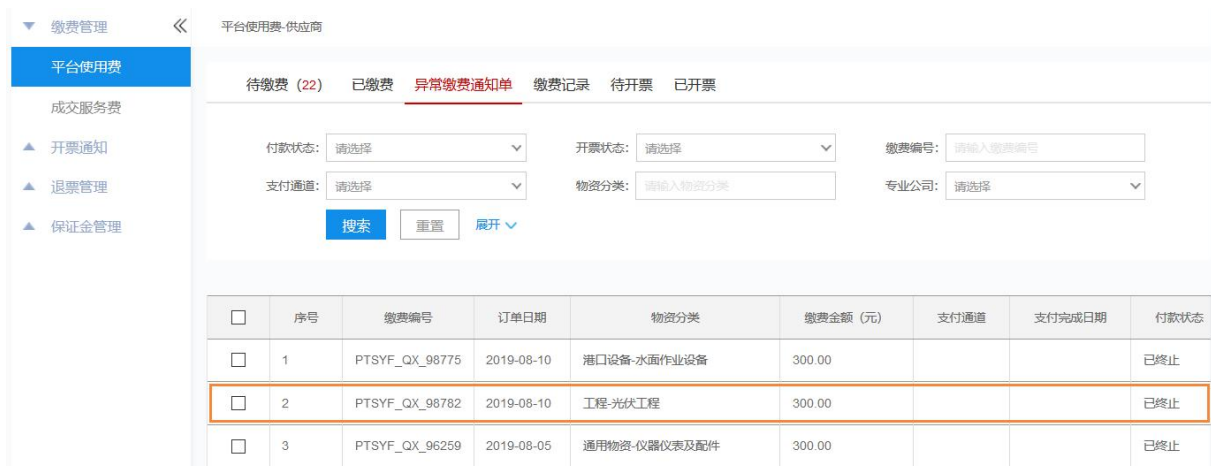 缴费管理
平台使用费-供应商
平台使用费
成交服务费
开票通知
退票管理
保证金管理
待缴费（22） 已缴费 异常缴费通知单 缴费记录 待开票 已开票
付款状态： 请选择 开票状态： 请选择 缴费编号： 请输入缴费编号
支付通道： 请选择 物资分类： 请输入物资分类 专业公司： 请选择
搜索 重置 展开
序号 缴费编号 订单日期 物资分类 缴费金额（元） 支付通道 支付完成日期 付款状态
1 PTSYF_QX_98775 2019-08-10 港口设备-水面作业设备 300.00 已终止
2 PTSYF_QX_98782 2019-08-10 工程-光伏工程 300.00 已终止
3 PTSYF_QX_96259 2019-08-05 通用物资-仪器仪表及配件 300.00 已终止